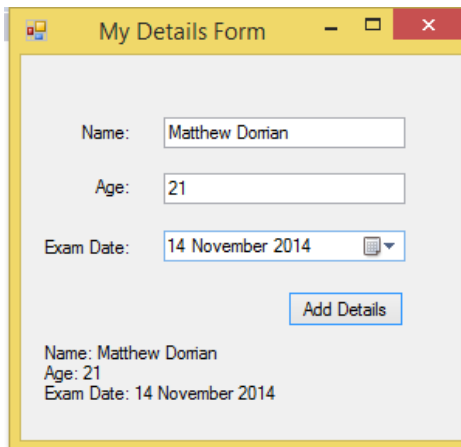 My Details Form
Name: Matthew Dorrian
Age: 21
Exam Date: 14 November 2014
Add Details
Name: Matthew Dorrian
Age: 21
Exam Date: 14 November 2014